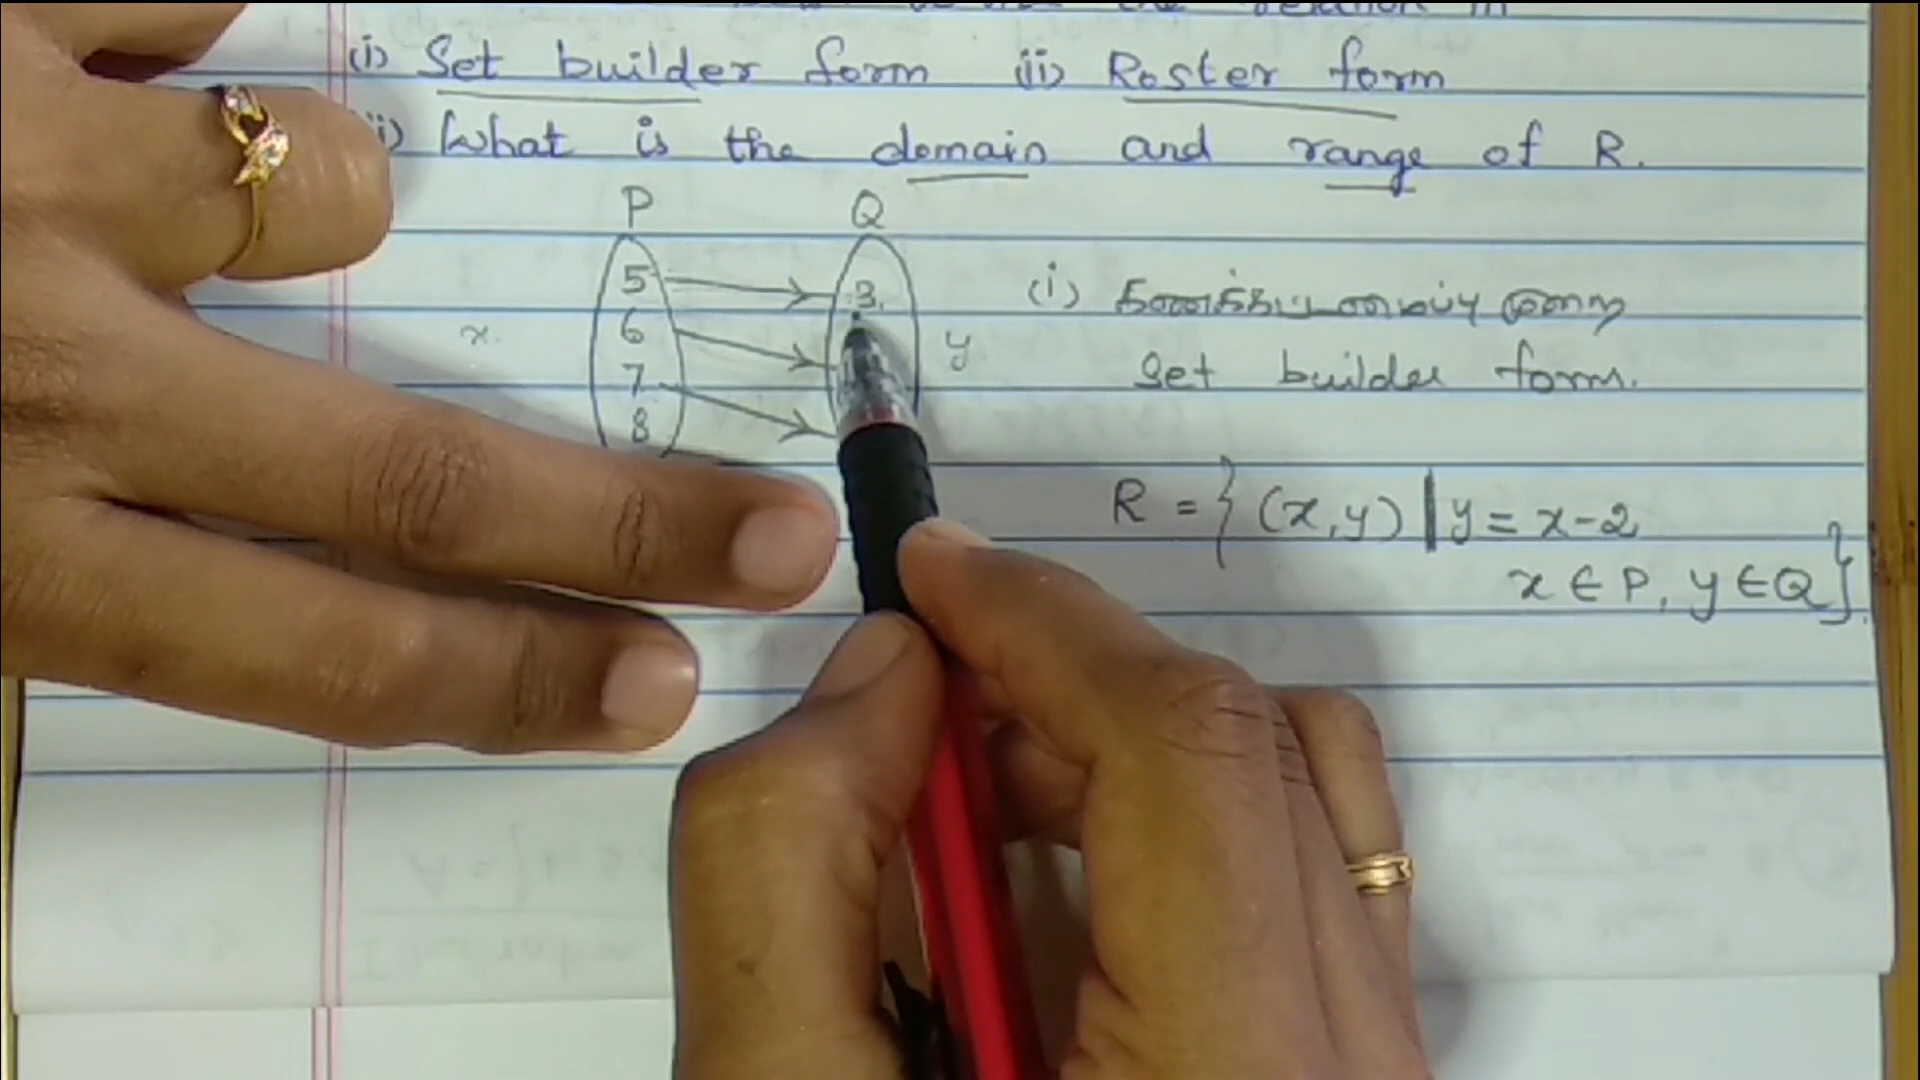 (i) Set builder form (ii) Roster form
ii) What is the domain and range of R.
P Q
5 3
6
7
8
x y
(i) கணக்கட்டமைப்பு முறை
Set builder form.
R = { (x,y) | y = x-2
x ∈ P, y ∈ Q }.